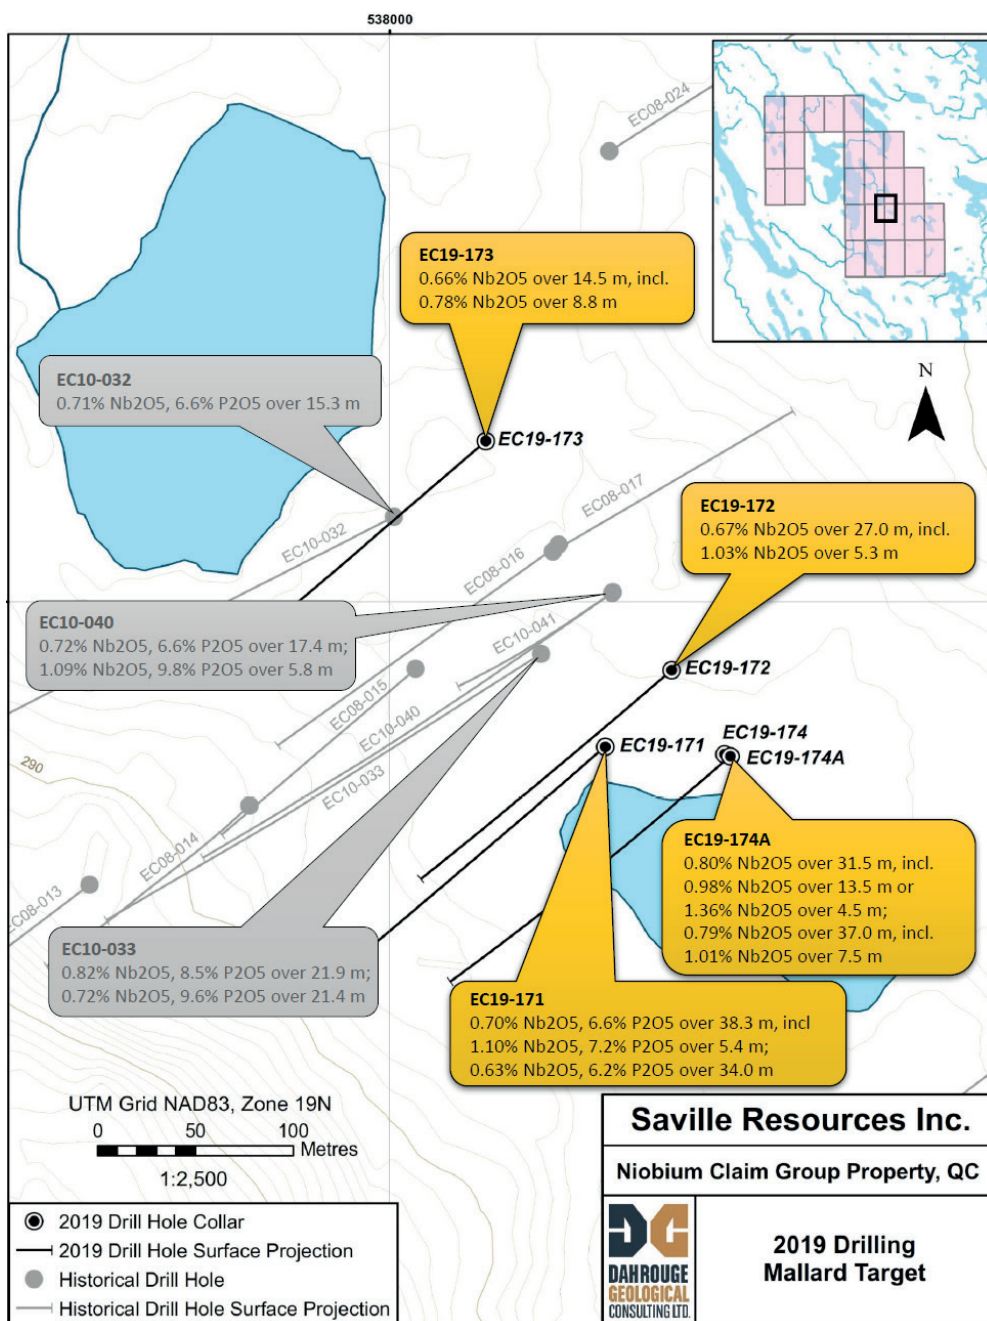 538000
EC08-024
EC19-173
0.66% Nb2O5 over 14.5 m, incl.
0.78% Nb2O5 over 8.8 m
EC10-032
0.71% Nb2O5, 6.6% P2O5 over 15.3 m
N
EC19-173
EC08-017
EC19-172
0.67% Nb2O5 over 27.0 m, incl.
1.03% Nb2O5 over 5.3 m
EC10-032
EC08-016
EC10-040
0.72% Nb2O5, 6.6% P2O5 over 17.4 m;
1.09% Nb2O5, 9.8% P2O5 over 5.8 m
EC10-041
EC19-172
EC08-015
EC10-040
EC19-171
EC19-174
EC19-174A
290
EC10-033
EC08-014
EC08-013
EC19-174A
0.80% Nb2O5 over 31.5 m, incl.
0.98% Nb2O5 over 13.5 m or
1.36% Nb2O5 over 4.5 m;
0.79% Nb2O5 over 37.0 m, incl.
1.01% Nb2O5 over 7.5 m
EC10-033
0.82% Nb2O5, 8.5% P2O5 over 21.9 m;
0.72% Nb2O5, 9.6% P2O5 over 21.4 m
EC19-171
0.70% Nb2O5, 6.6% P2O5 over 38.3 m, incl
1.10% Nb2O5, 7.2% P2O5 over 5.4 m;
0.63% Nb2O5, 6.2% P2O5 over 34.0 m
UTM Grid NAD83, Zone 19N
0 50 100
Metres
1:2,500
2019 Drill Hole Collar
2019 Drill Hole Surface Projection
Historical Drill Hole
Historical Drill Hole Surface Projection
Saville Resources Inc.
Niobium Claim Group Property, QC
DAHROUGE
GEOLOGICAL
CONSULTING LTD.
2019 Drilling
Mallard Target